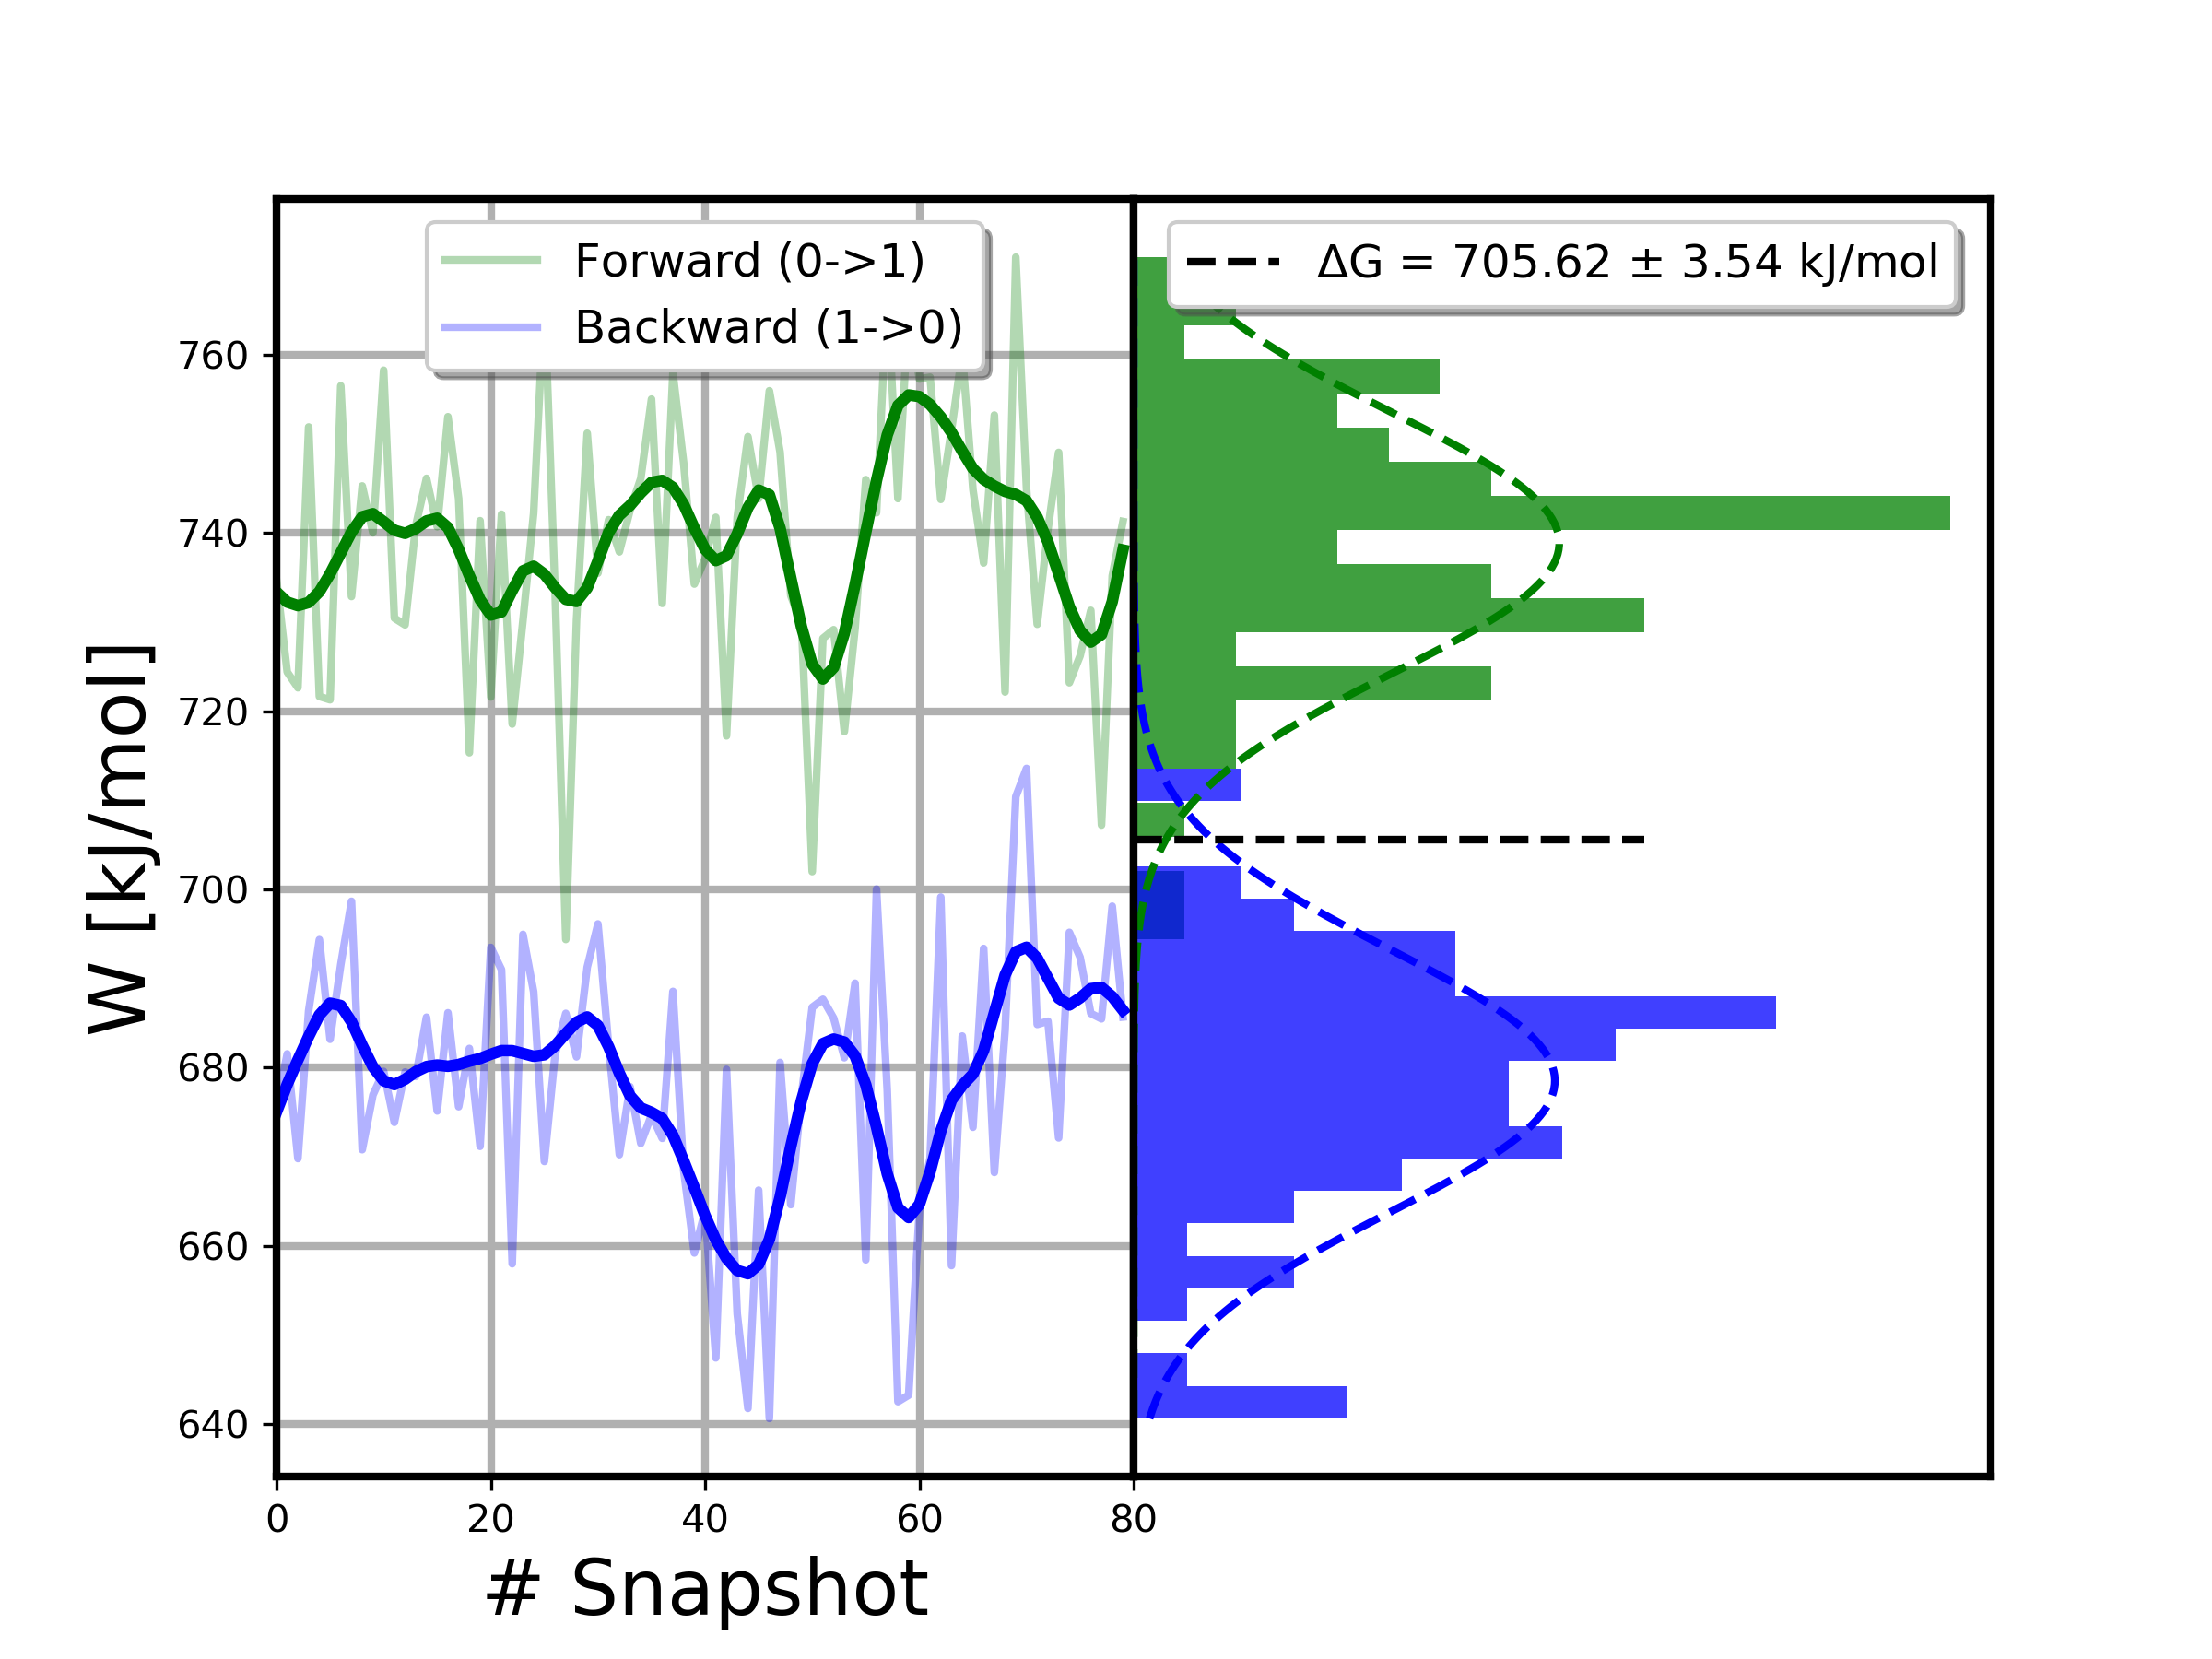 Forward (0->1)
Backward (1->0)
ΔG = 705.62 ± 3.54 kJ/mol
W [kJ/mol]
760
740
720
700
680
660
640
0 20 40 60 80
# Snapshot